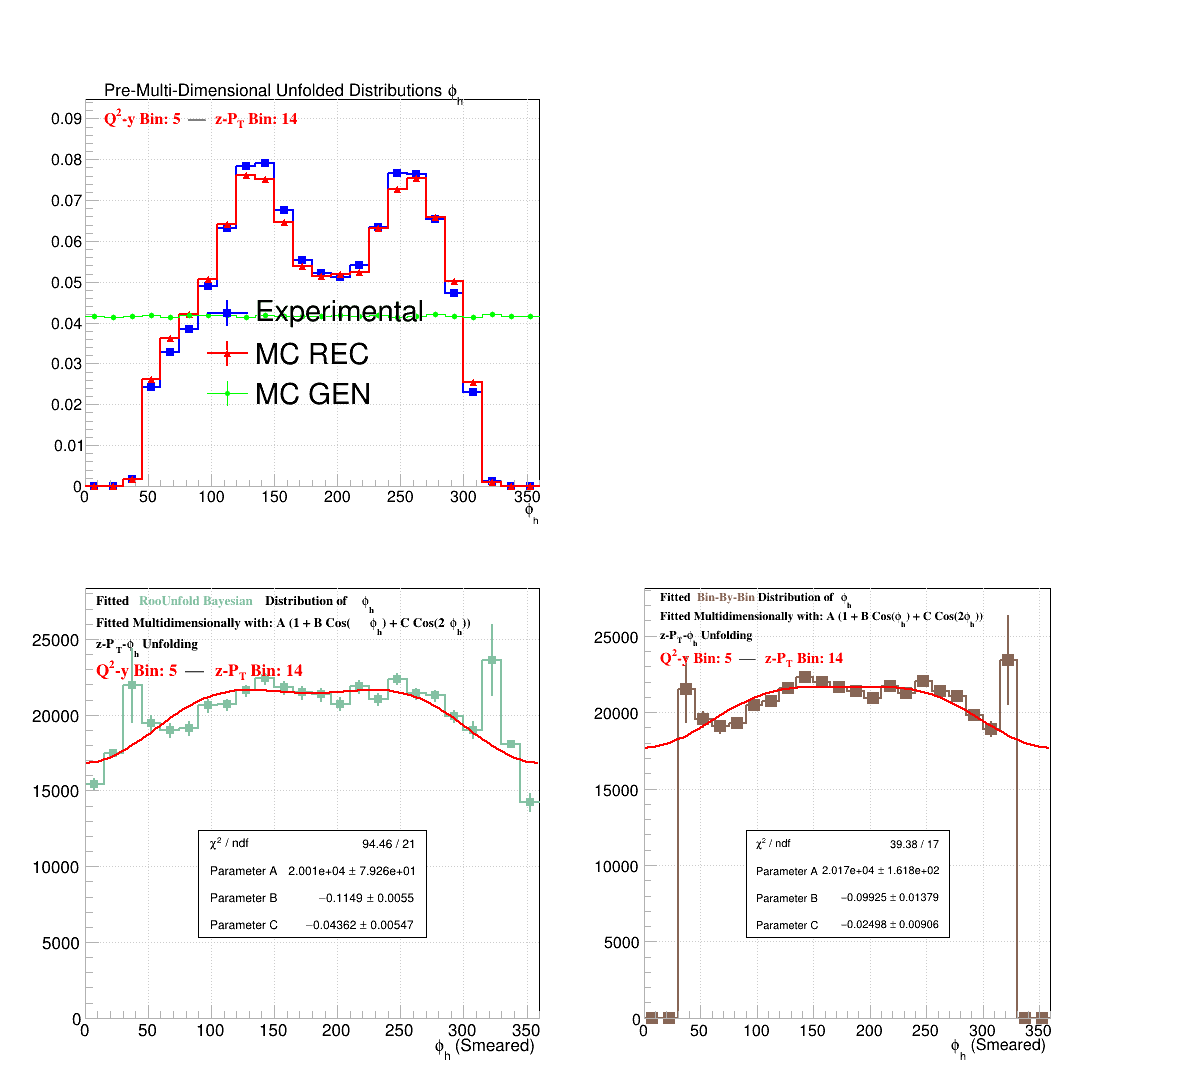 Pre-Multi-Dimensional Unfolded Distributions ϕh
Q2-y Bin: 5 — z-PT Bin: 14
0.09
0.08
0.07
0.06
0.05
0.04
0.03
0.02
0.01
0
Experimental
MC REC
MC GEN
0 50 100 150 200 250 300 350
ϕh
Fitted RooUnfold Bayesian Distribution of ϕh
Fitted Multidimensionally with: A (1 + B Cos( ϕh) + C Cos(2 ϕh))
z-PT-ϕh Unfolding
Q2-y Bin: 5 — z-PT Bin: 14
25000
20000
15000
10000
5000
0
χ2 / ndf 94.46 / 21
Parameter A 2.001e+04 ± 7.926e+01
Parameter B −0.1149 ± 0.0055
Parameter C −0.04362 ± 0.00547
0 50 100 150 200 250 300 350
ϕh (Smeared)
Fitted Bin-By-Bin Distribution of ϕh
Fitted Multidimensionally with: A (1 + B Cos(ϕh) + C Cos(2ϕh))
z-PT-ϕh Unfolding
Q2-y Bin: 5 — z-PT Bin: 14
25000
20000
15000
10000
5000
0
χ2 / ndf 39.38 / 17
Parameter A 2.017e+04 ± 1.618e+02
Parameter B −0.09925 ± 0.01379
Parameter C −0.02498 ± 0.00906
0 50 100 150 200 250 300 350
ϕh (Smeared)